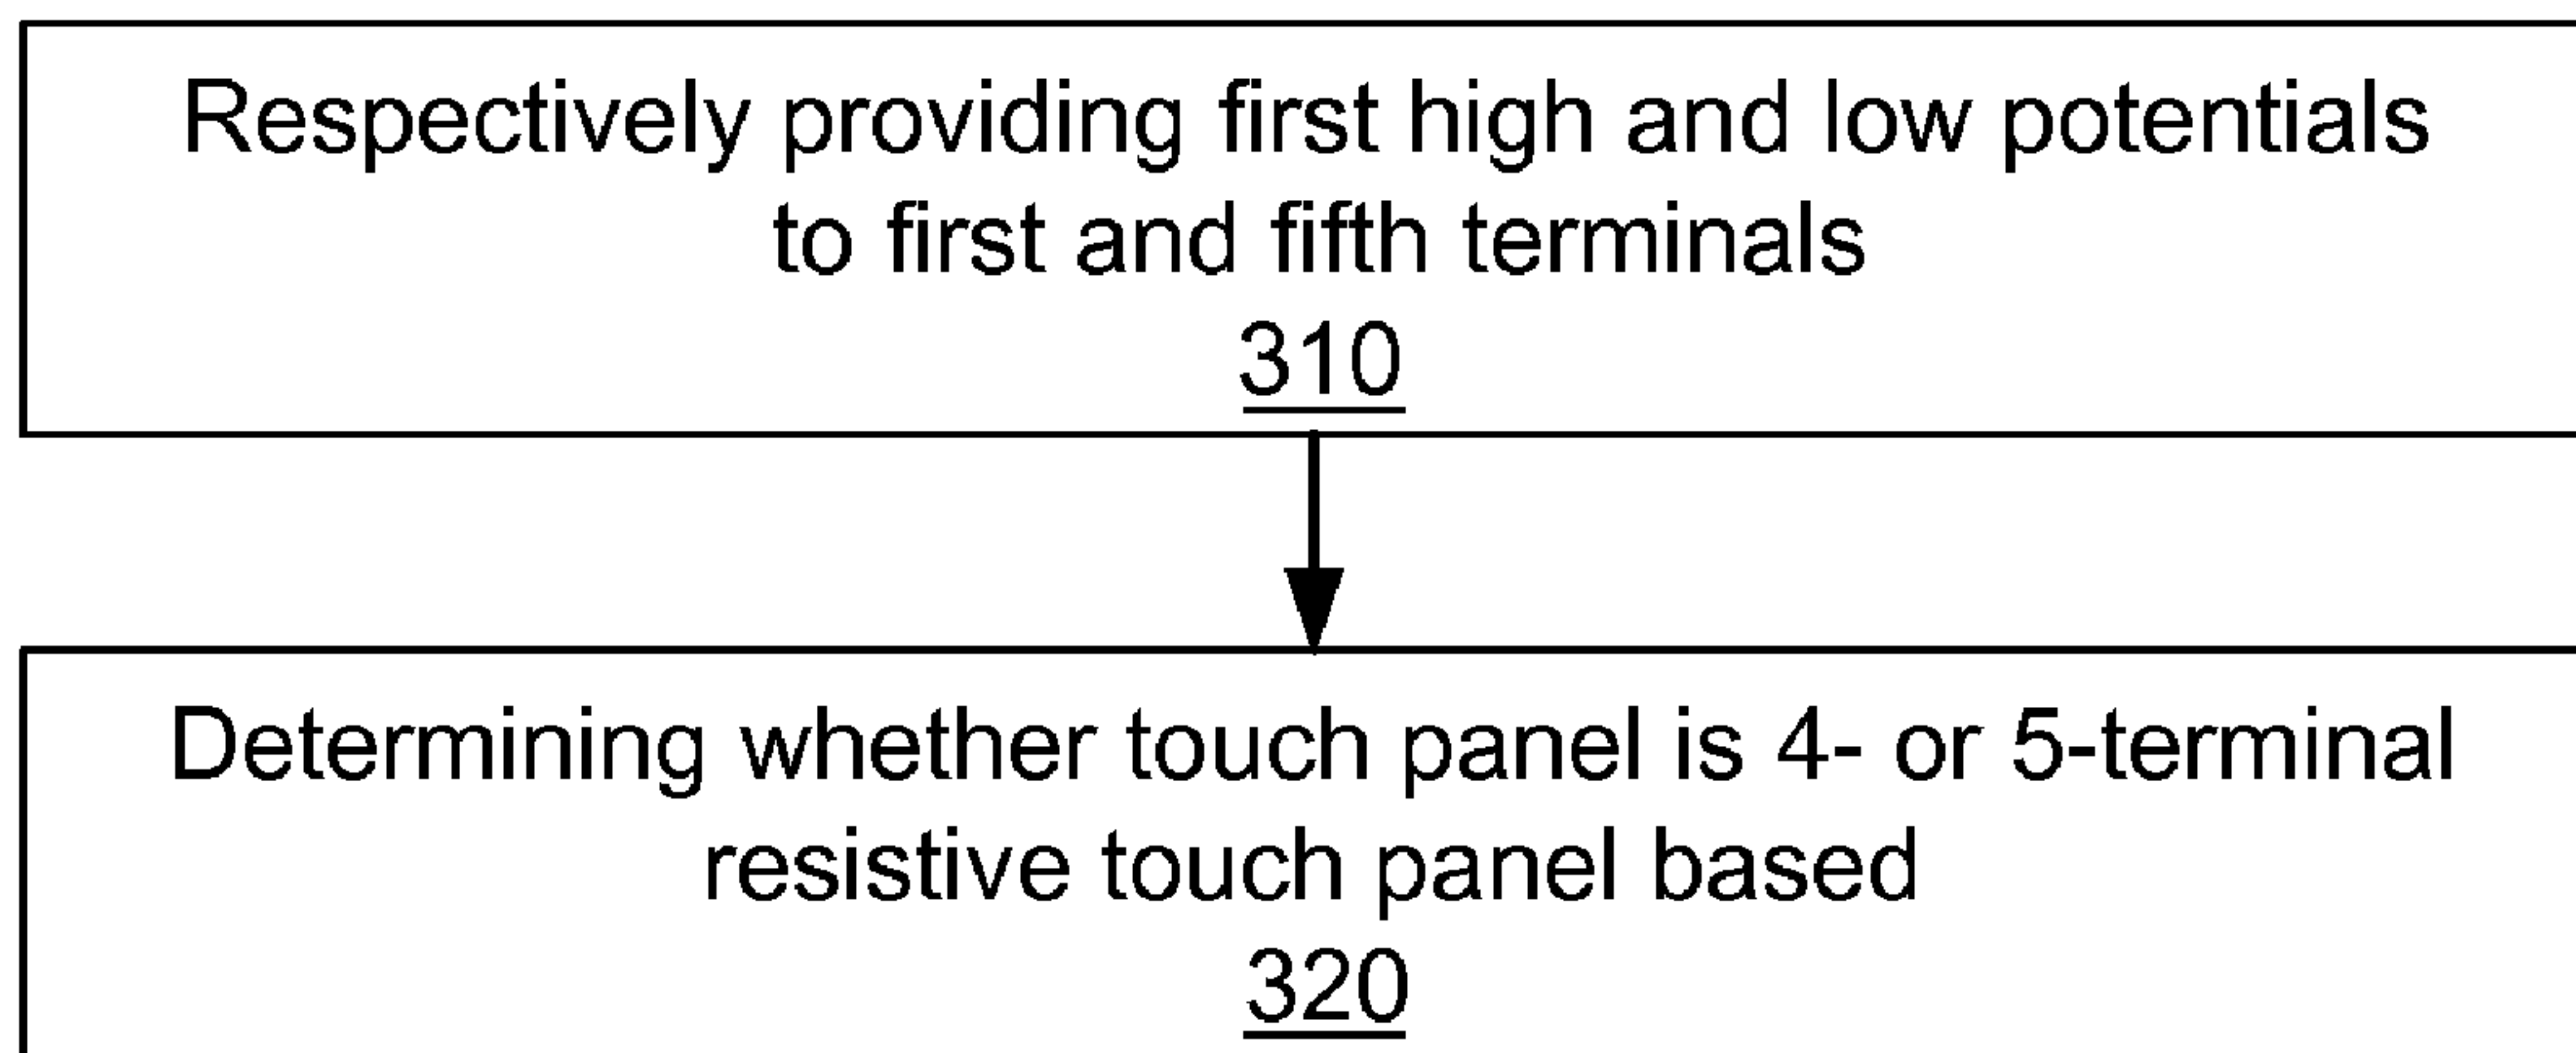 Respectively providing first high and low potentials
to first and fifth terminals
310
Determining whether touch panel is 4- or 5-terminal
resistive touch panel based
320